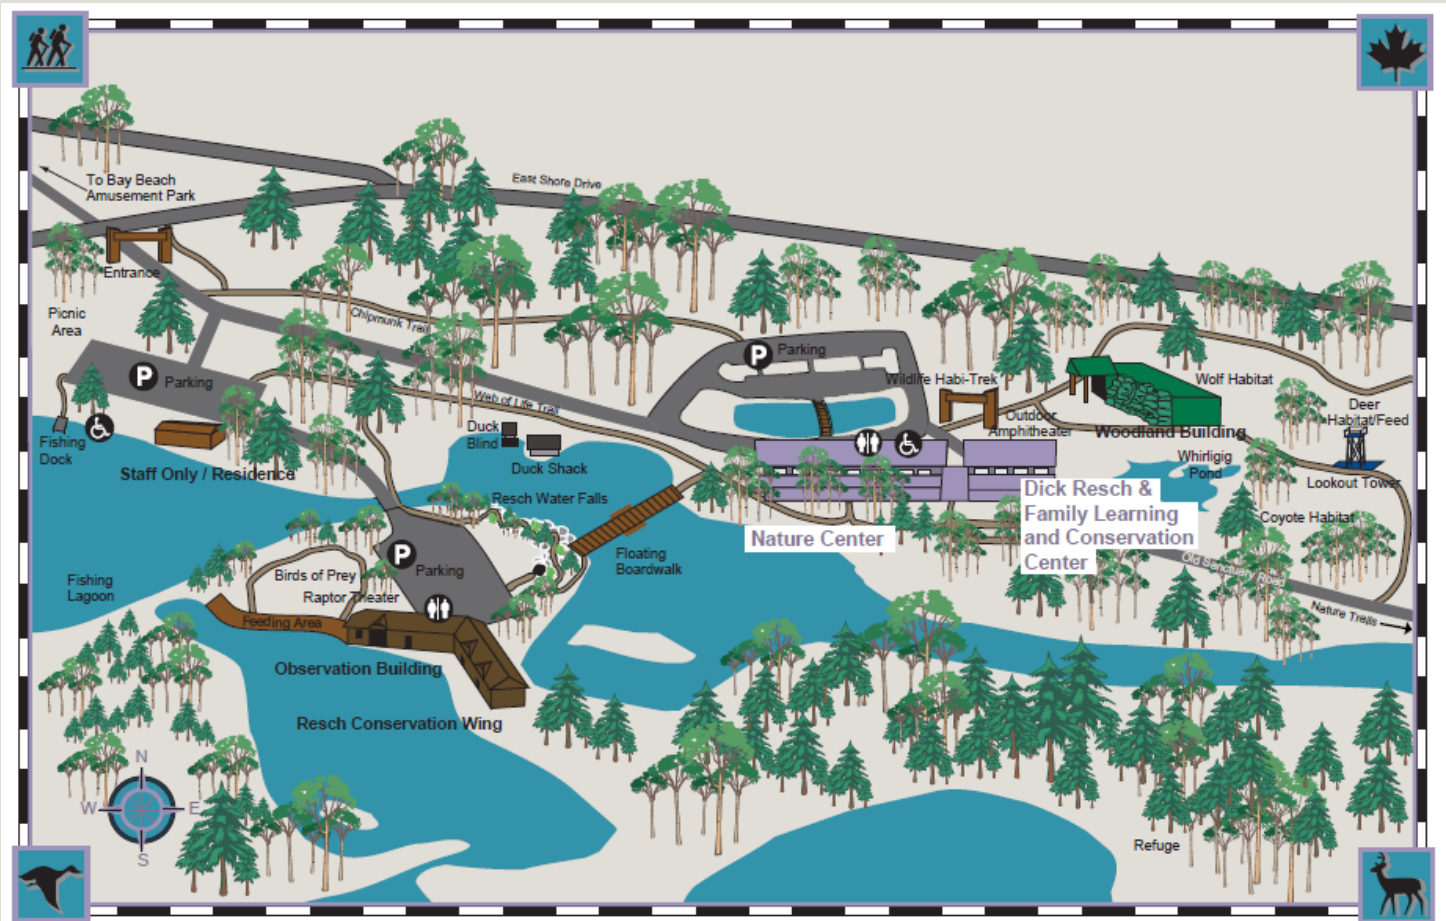 To Bay Beach
Amusement Park
East Shore Drive
Entrance
Picnic
Area
Chipmunk Trail
P
Parking
P
Parking
Wildlife Habi-Trek
Wolf Habitat
Web of Life Trail
Outdoor
Amphitheater
Woodland Building
Deer
Habitat/Feed
Fishing
Dock
Staff Only / Residence
Duck
Blind
Duck Shack
Whirligig
Pond
Lookout Tower
Resch Water Falls
Nature Center
Dick Resch &
Family Learning
and Conservation
Center
Coyote Habitat
Floating
Boardwalk
Old Sanctuary Road
Nature Trails
P
Parking
Fishing
Lagoon
Birds of Prey
Raptor Theater
Feeding Area
Observation Building
Resch Conservation Wing
N
W
E
S
Refuge